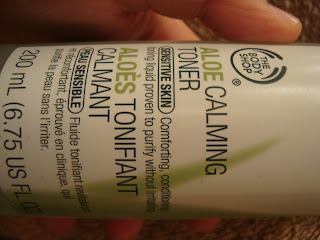 THE
BODY
SHOP®
ALOE CALMING
TONER
SENSITIVE SKIN Comforting, conditioning
toning liquid proven to purify without
ALOÈS TONIFIANT
CALMANT
PEAU SENSIBLE Fluide tonifiant
et réconfortant, éprouvé en clinique, qui
purifie la peau sans l'irriter.
200 mL (6.75 US FL